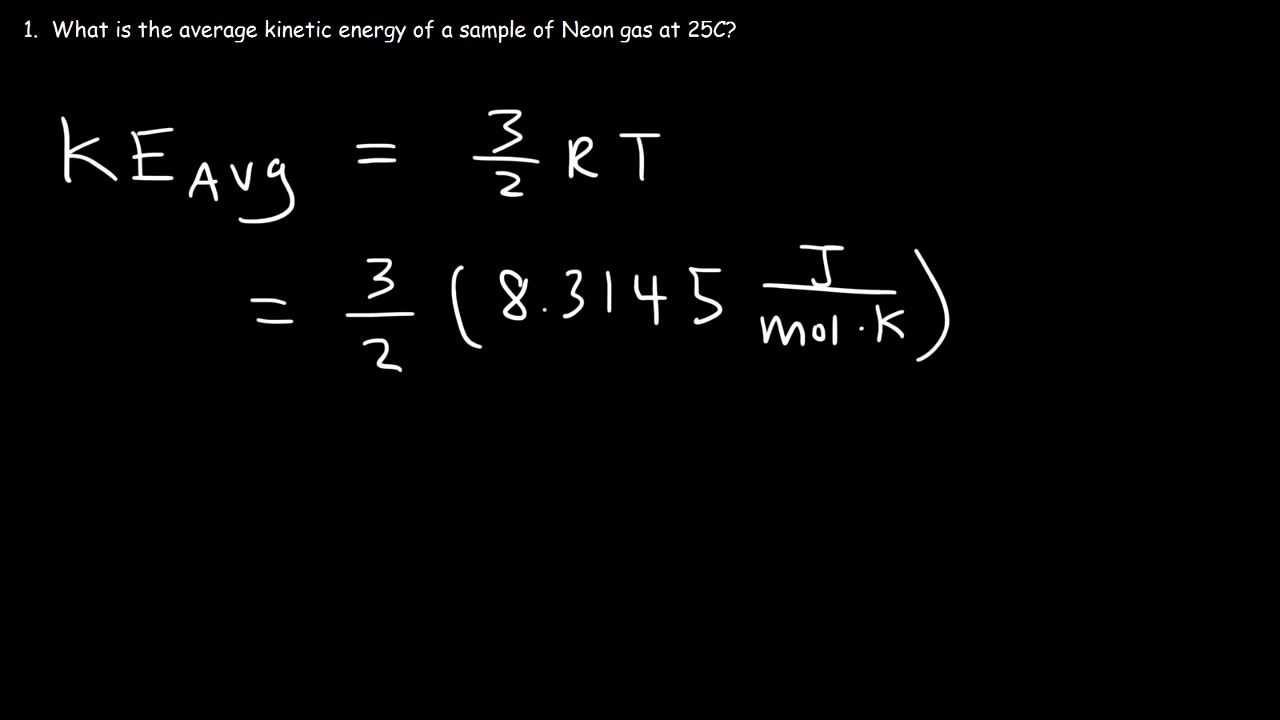 1. What is the average kinetic energy of a sample of Neon gas at 25C?
KE_Avg = 3/2 RT
= 3/2 (8.3145 J/mol·K)